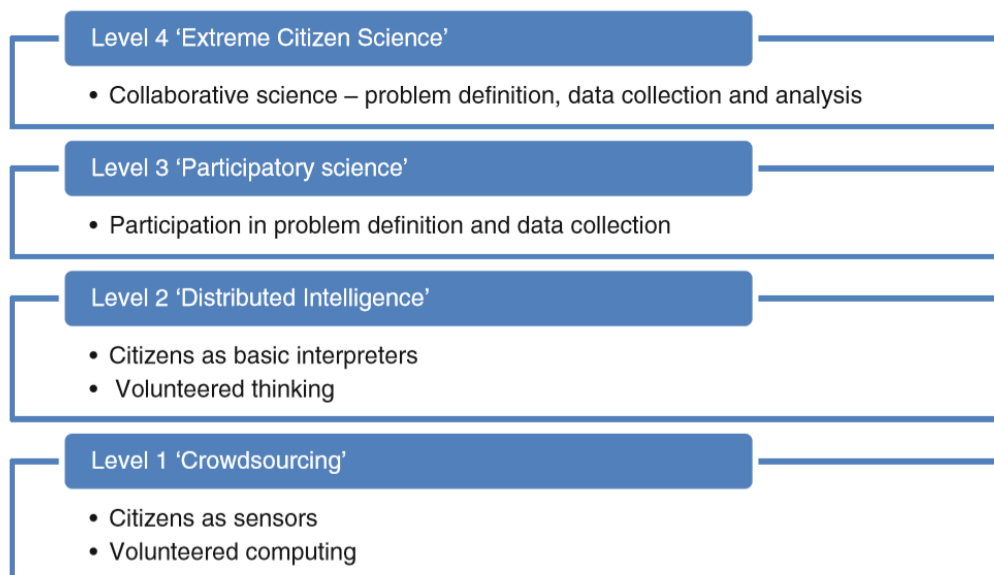 Level 4 ‘Extreme Citizen Science’
• Collaborative science – problem definition, data collection and analysis
Level 3 ‘Participatory science’
• Participation in problem definition and data collection
Level 2 ‘Distributed Intelligence’
• Citizens as basic interpreters
• Volunteered thinking
Level 1 ‘Crowdsourcing’
• Citizens as sensors
• Volunteered computing